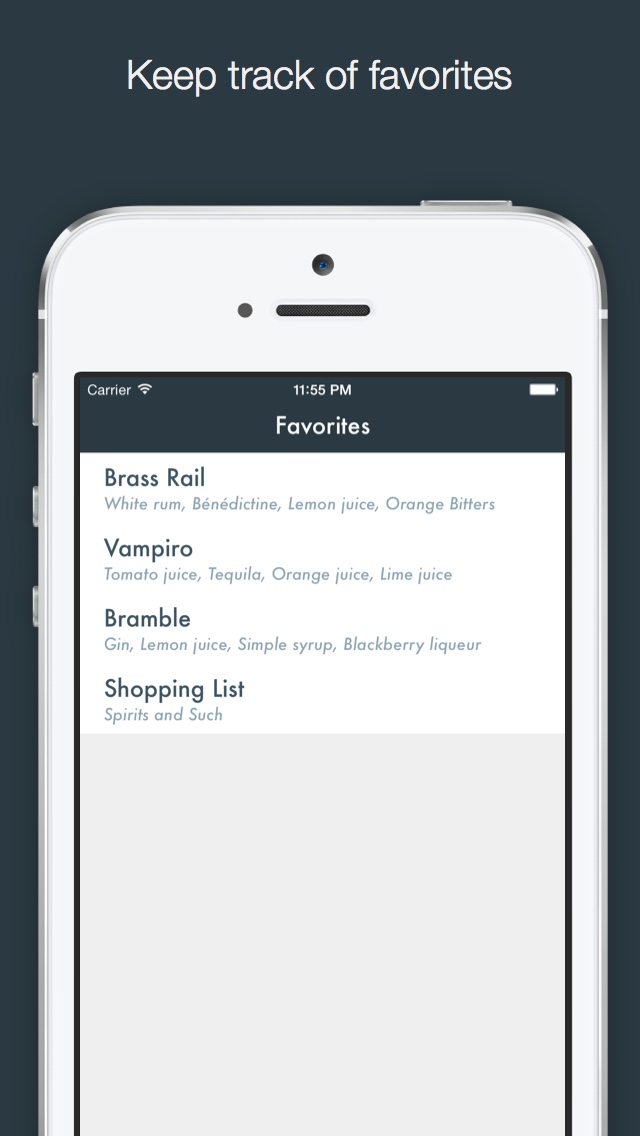 Keep track of favorites
Carrier 11:55 PM
Favorites
Brass Rail
White rum, Bénédictine, Lemon juice, Orange Bitters
Vampiro
Tomato juice, Tequila, Orange juice, Lime juice
Bramble
Gin, Lemon juice, Simple syrup, Blackberry liqueur
Shopping List
Spirits and Such